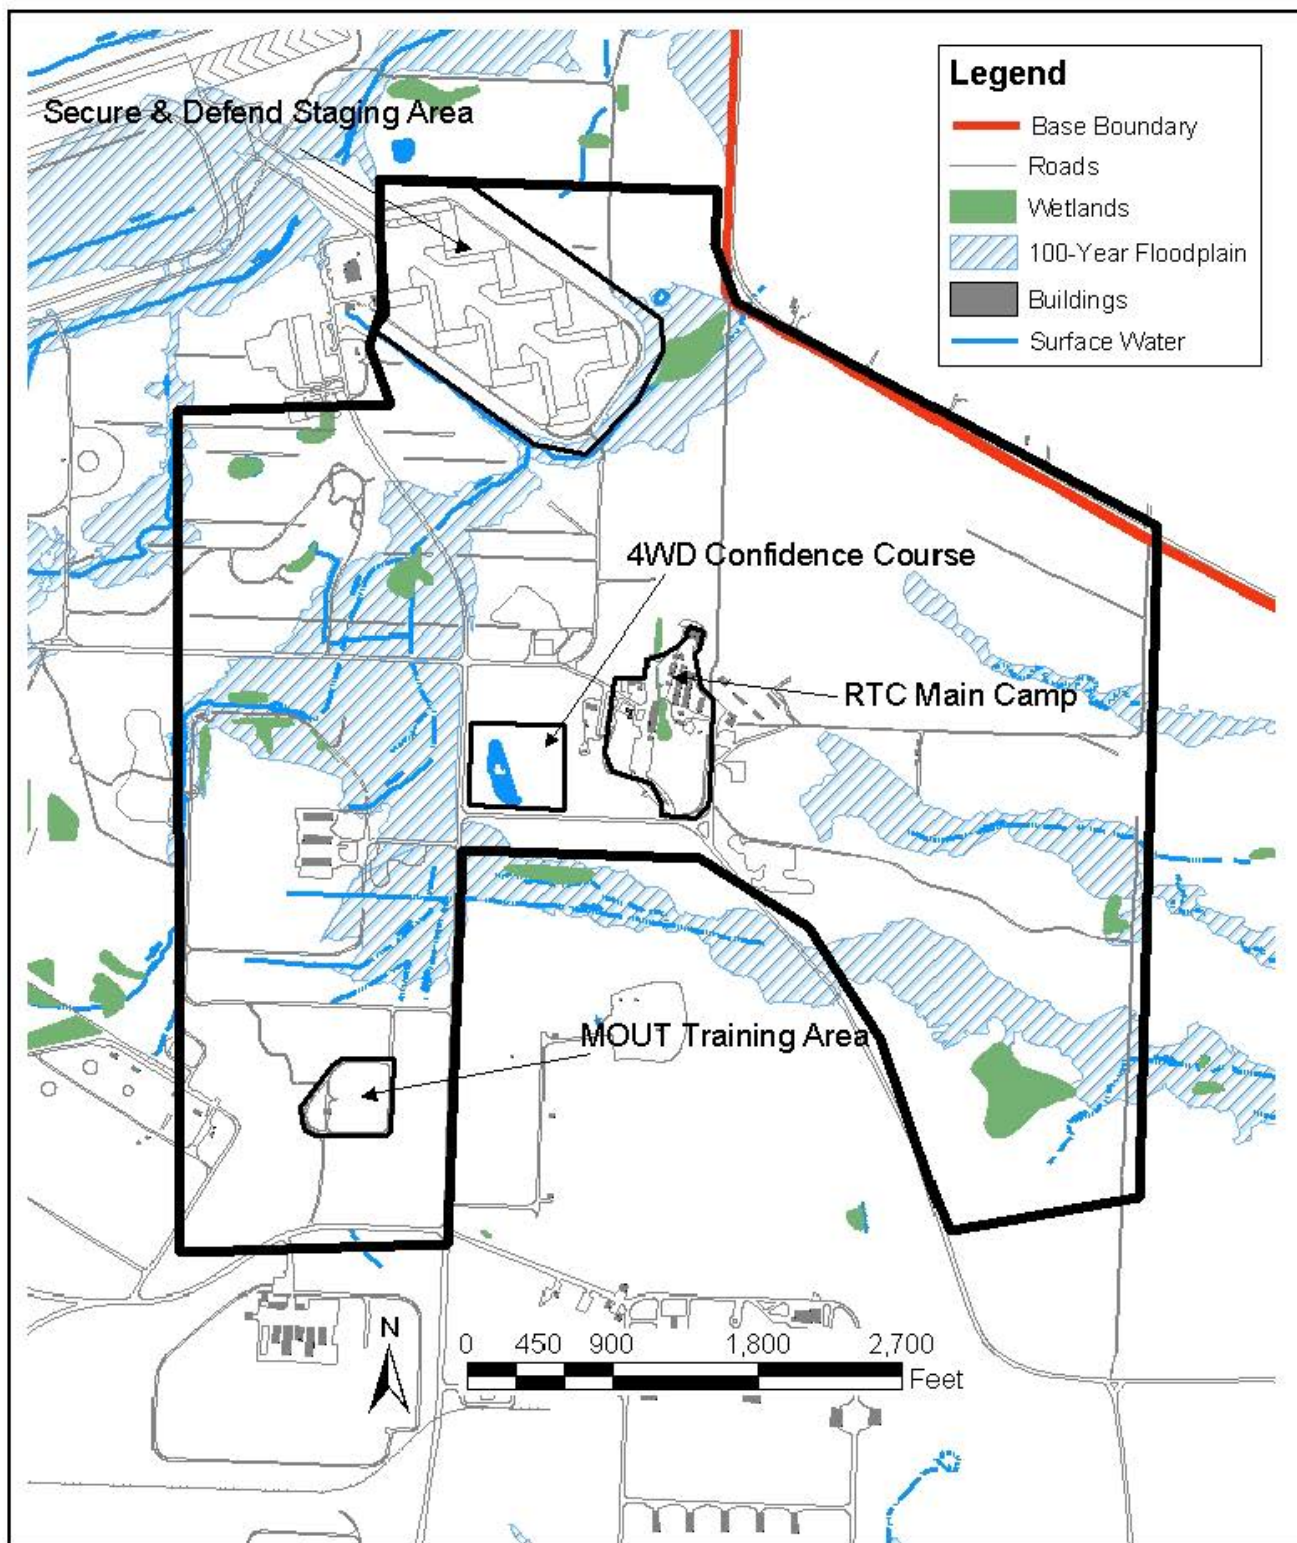 Legend
Base Boundary
Roads
Wetlands
100-Year Floodplain
Buildings
Surface Water
Secure & Defend Staging Area
4WD Confidence Course
RTC Main Camp
MOUT Training Area
N
0 450 900 1,800 2,700
Feet